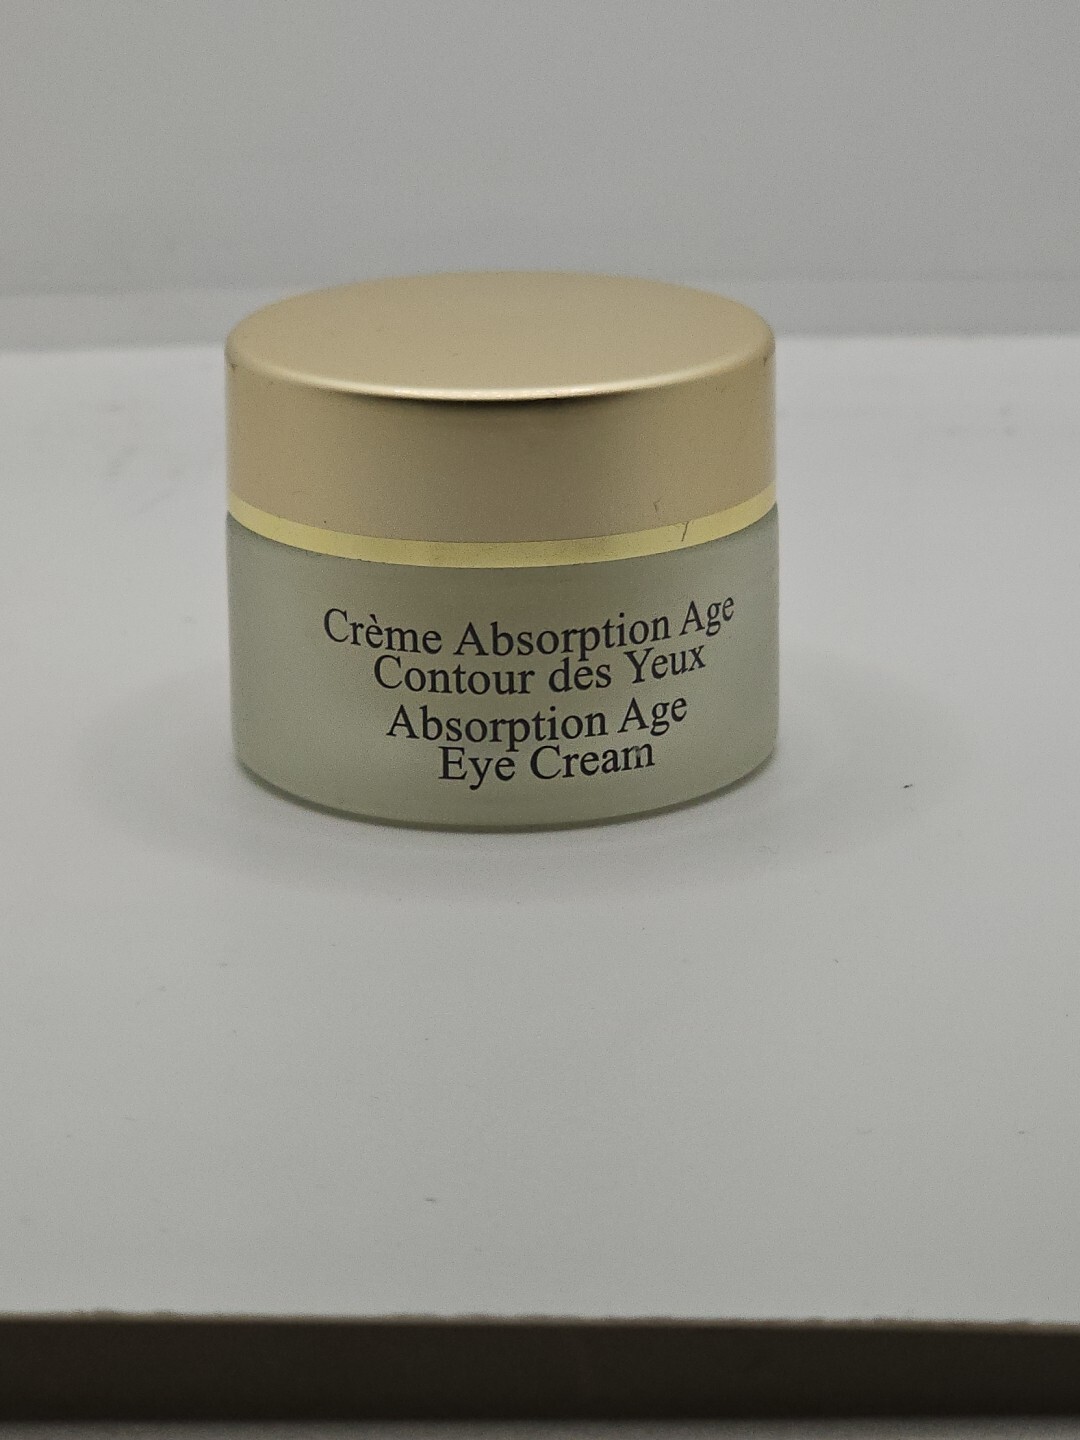 Crème Absorption Age
Contour des Yeux
Absorption Age
Eye Cream